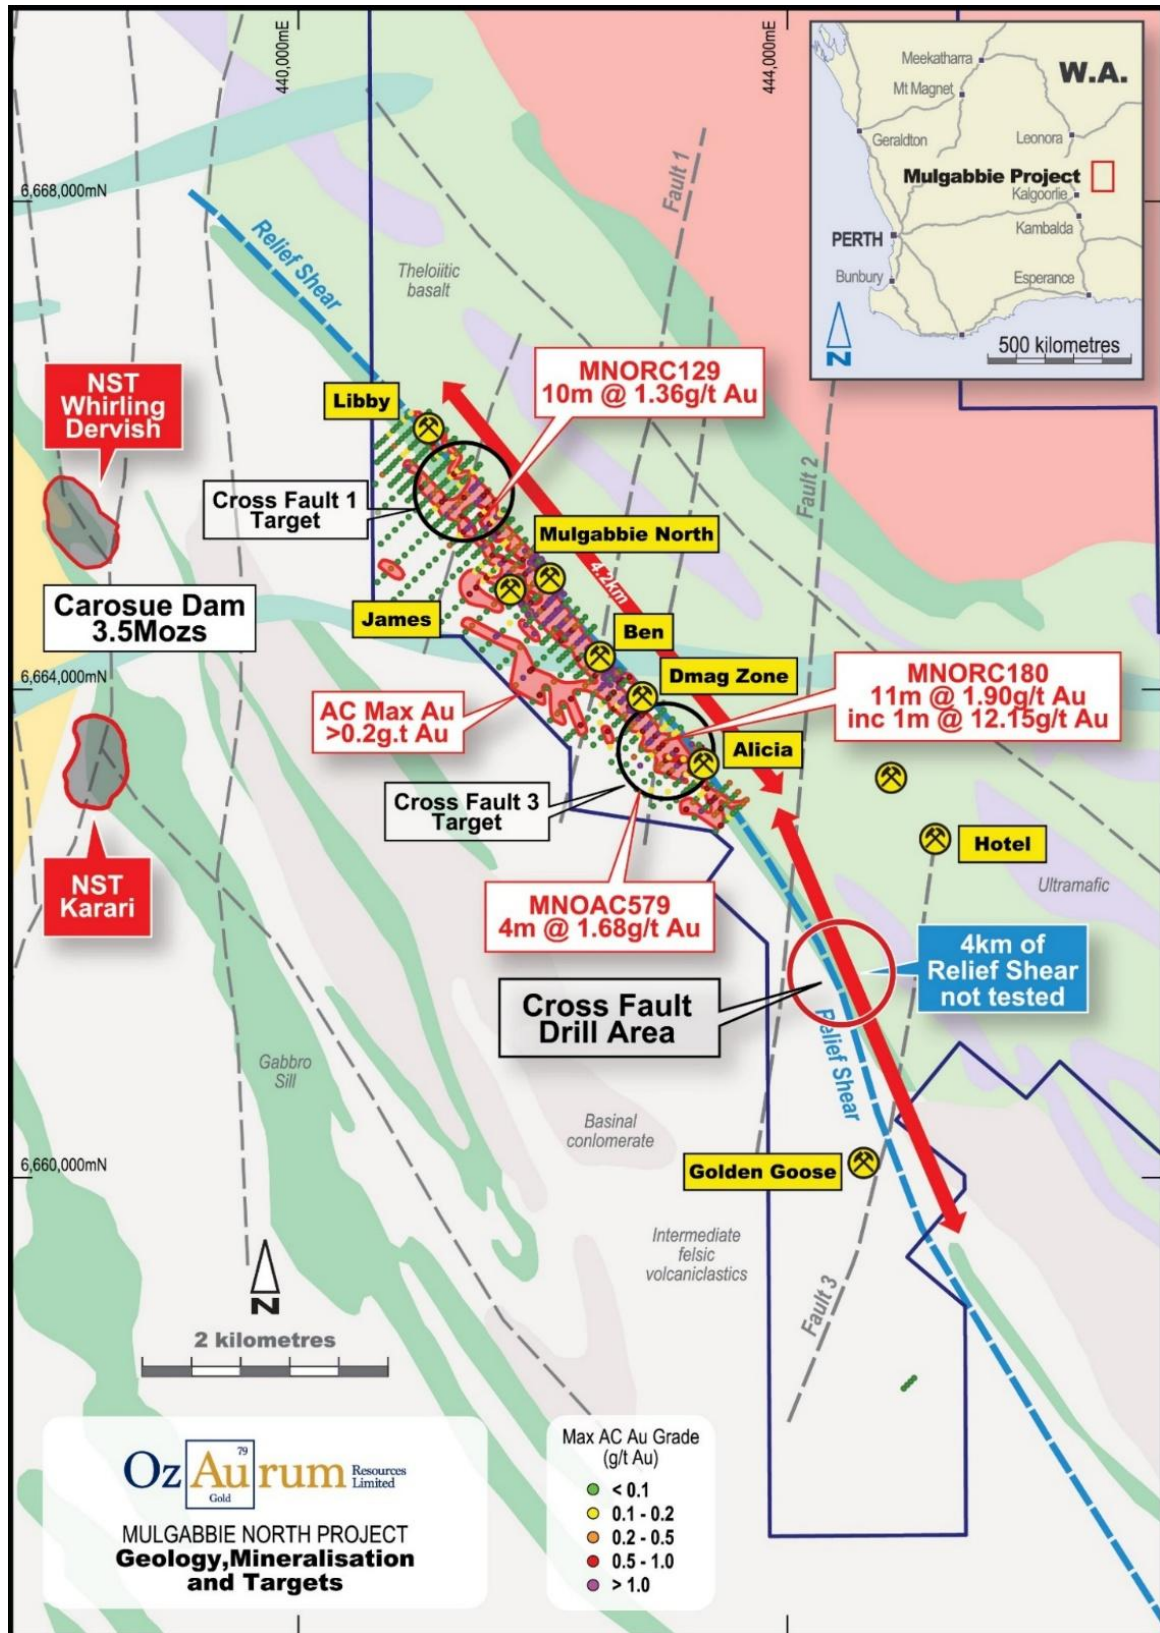 440,000mE
444,000mE
6,668,000mN
6,664,000mN
6,660,000mN
Meekatharra
W.A.
Mt Magnet
Geraldton
Leonora
Mulgabbie Project
Kalgoorlie
PERTH
Kambalda
Bunbury
Esperance
N
500 kilometres
Fault 1
Relief Shear
Theloiitic
basalt
NST
Whirling
Dervish
Libby
MNORC129
10m @ 1.36g/t Au
Cross Fault 1
Target
Fault 2
Mulgabbie North
4.2km
Carosue Dam
3.5Mozs
James
Ben
Dmag Zone
MNORC180
11m @ 1.90g/t Au
inc 1m @ 12.15g/t Au
AC Max Au
>0.2g.t Au
Alicia
Cross Fault 3
Target
Hotel
NST
Karari
Ultramafic
MNOAC579
4m @ 1.68g/t Au
4km of
Relief Shear
not tested
Cross Fault
Drill Area
Relief Shear
Gabbro
Sill
Basinal
conlomerate
Golden Goose
Intermediate
felsic
volcaniclastics
Fault 3
N
2 kilometres
79
Oz Aurum Resources
Limited
Gold
MULGABBIE NORTH PROJECT
Geology,Mineralisation
and Targets
Max AC Au Grade
(g/t Au)
< 0.1
0.1 - 0.2
0.2 - 0.5
0.5 - 1.0
> 1.0